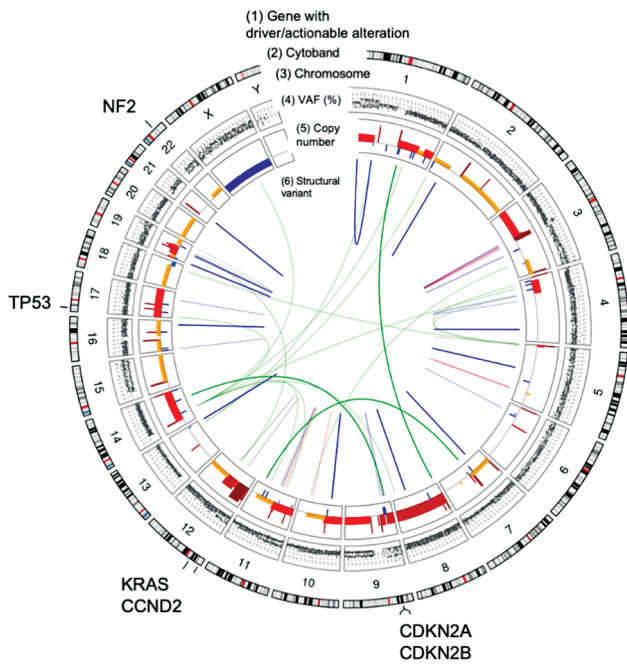 (1) Gene with
driver/actionable alteration
(2) Cytoband
(3) Chromosome
(4) VAF (%)
(5) Copy
number
(6) Structural
variant
1
2
3
4
5
6
7
8
9
10
11
12
13
14
15
16
17
18
19
20
21
22
X
Y
NF2
TP53
KRAS
CCND2
CDKN2A
CDKN2B